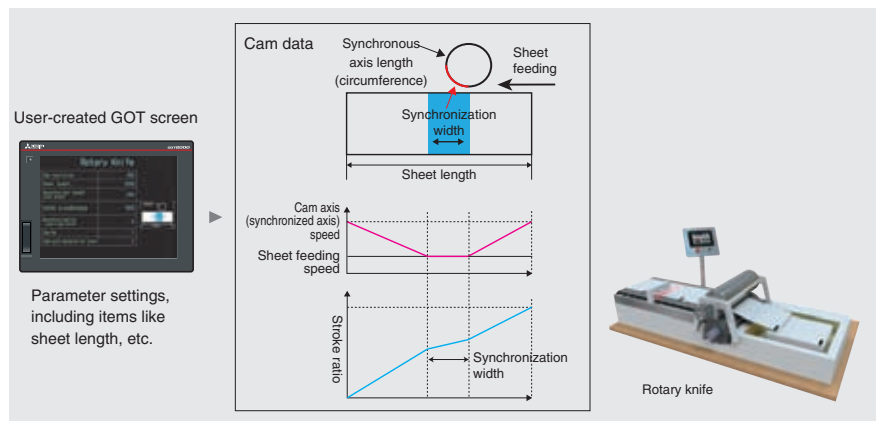 User-created GOT screen
Rotary Knife
Parameter settings,
including items like
sheet length, etc.
Cam data
Synchronous
axis length
(circumference)
Sheet
feeding
Synchronization
width
Sheet length
Cam axis
(synchronized axis)
speed
Sheet feeding
speed
Stroke ratio
Synchronization
width
Rotary knife